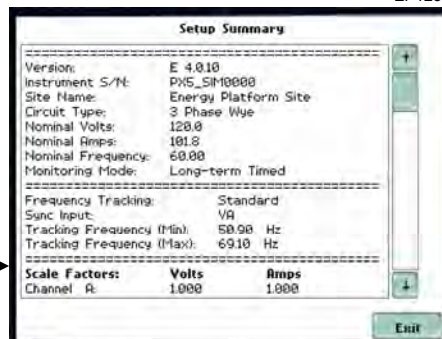 Setup Summary
================================================
Version: E 4.0.10
Instrument S/N: PX5_SIM0000
Site Name: Energy Platform Site
Circuit Type: 3 Phase Wye
Nominal Volts: 120.0
Nominal Amps: 101.8
Nominal Frequency: 60.00
Monitoring Mode: Long-term Timed
================================================
Frequency Tracking: Standard
Sync Input: VA
Tracking Frequency (Min): 50.90 Hz
Tracking Frequency (Max): 69.10 Hz
================================================
Scale Factors: Volts Amps
Channel A: 1.000 1.000
Exit